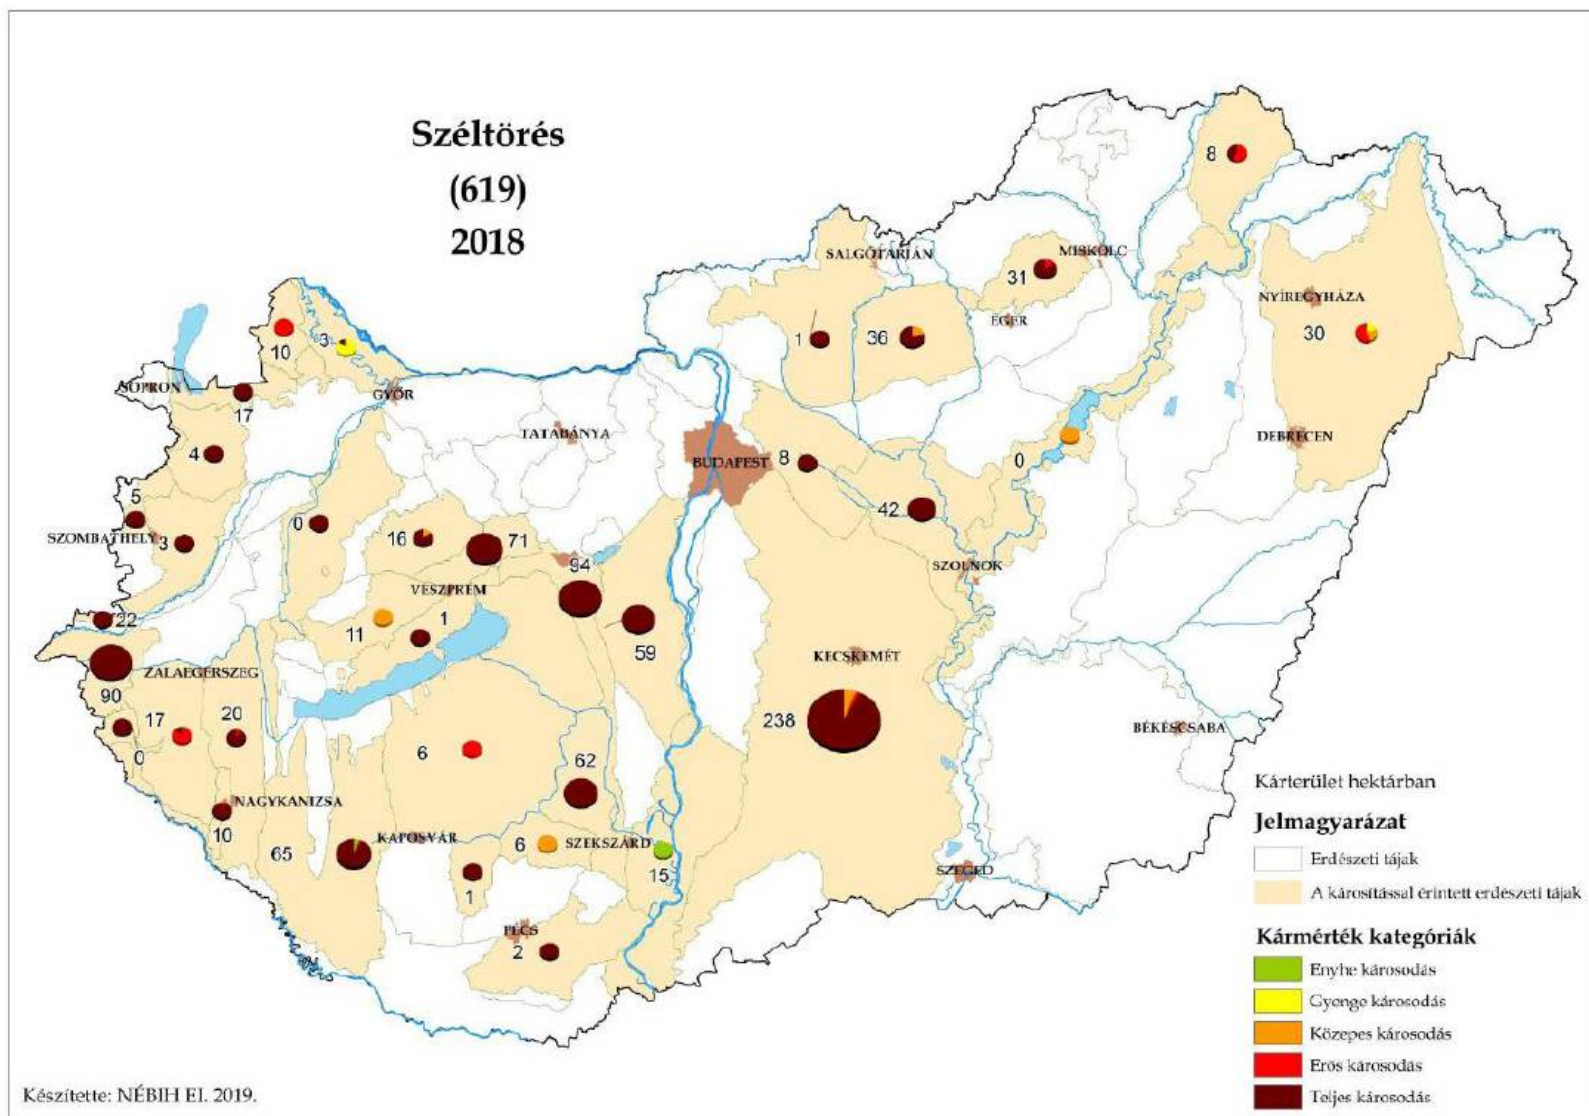 Széltörés
(619)
2018
8
SALGÓTARJÁN
MISKOLC
31
NYÍREGYHÁZA
EGER
30
1
36
10
3
SOPRON
GYŐR
17
TATABÁNYA
DEBRECEN
BUDAPEST
8
0
4
5
42
SZOMBATHELY
3
0
16
71
94
SZOLNOK
VESZPRÉM
22
11
1
59
KECSKEMÉT
ZALAEGERSZEG
90
17
20
238
BÉKÉSCSABA
0
6
62
NAGYKANIZSA
10
65
KAPOSVÁR
6
SZEKSZÁRD
15
SZEGED
1
PÉCS
2
Kárterület hektárban
Jelmagyarázat
Erdészeti tájak
A károsítással érintett erdészeti tájak
Kármérték kategóriák
Enyhe károsodás
Gyenge károsodás
Közepes károsodás
Erős károsodás
Teljes károsodás
Készítette: NÉBIH EI. 2019.